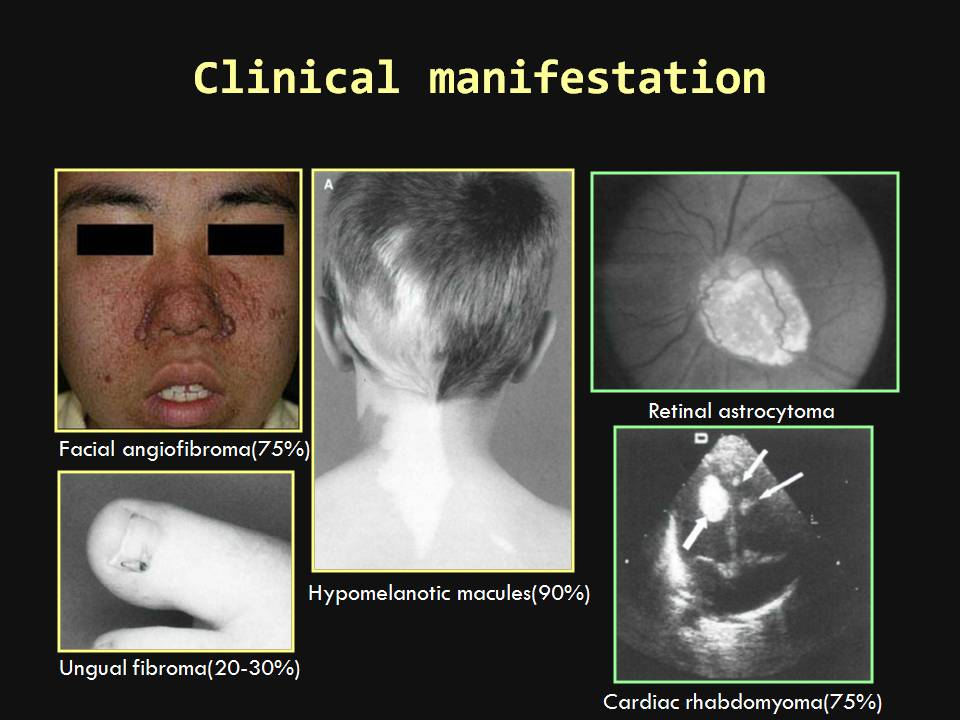 Clinical manifestation
A
Facial angiofibroma(75%)
Retinal astrocytoma
D
L
Hypomelanotic macules(90%)
Ungual fibroma(20-30%)
Cardiac rhabdomyoma(75%)